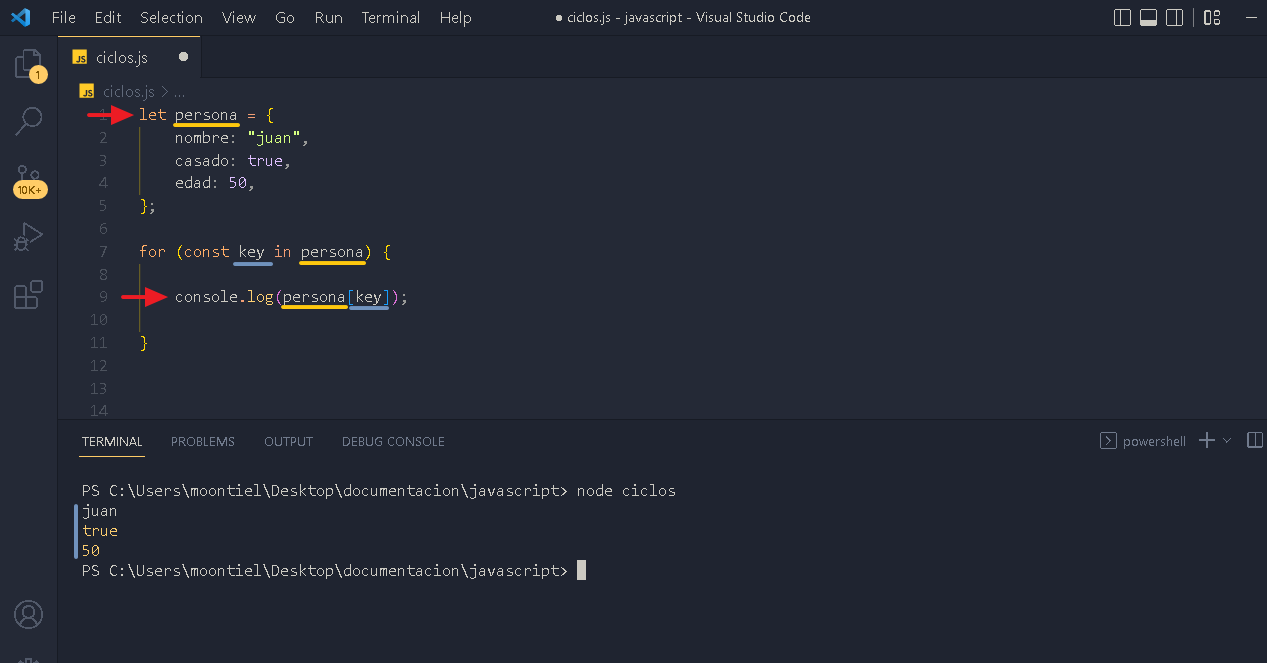 File Edit Selection View Go Run Terminal Help ● ciclos.js - javascript - Visual Studio Code
JS ciclos.js ●
1
JS ciclos.js > ...
1 let persona = {
2 nombre: "juan",
3 casado: true,
4 edad: 50,
5 };
6
7 for (const key in persona) {
8
9 console.log(persona[key]);
10
10K+
11 }
12
13
14
TERMINAL PROBLEMS OUTPUT DEBUG CONSOLE powershell
PS C:\Users\moontiel\Desktop\documentacion\javascript> node ciclos
juan
true
50
PS C:\Users\moontiel\Desktop\documentacion\javascript>